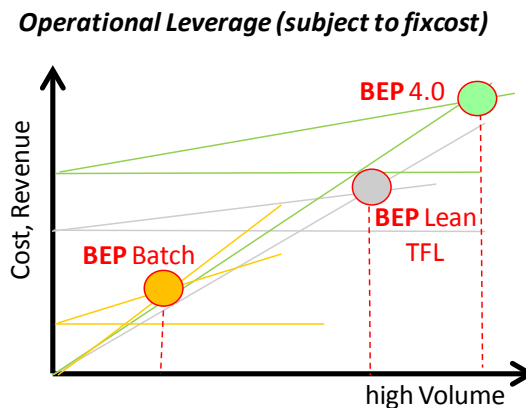 Operational Leverage (subject to fixcost)
BEP 4.0
Cost, Revenue
BEP Lean
TFL
BEP Batch
high Volume